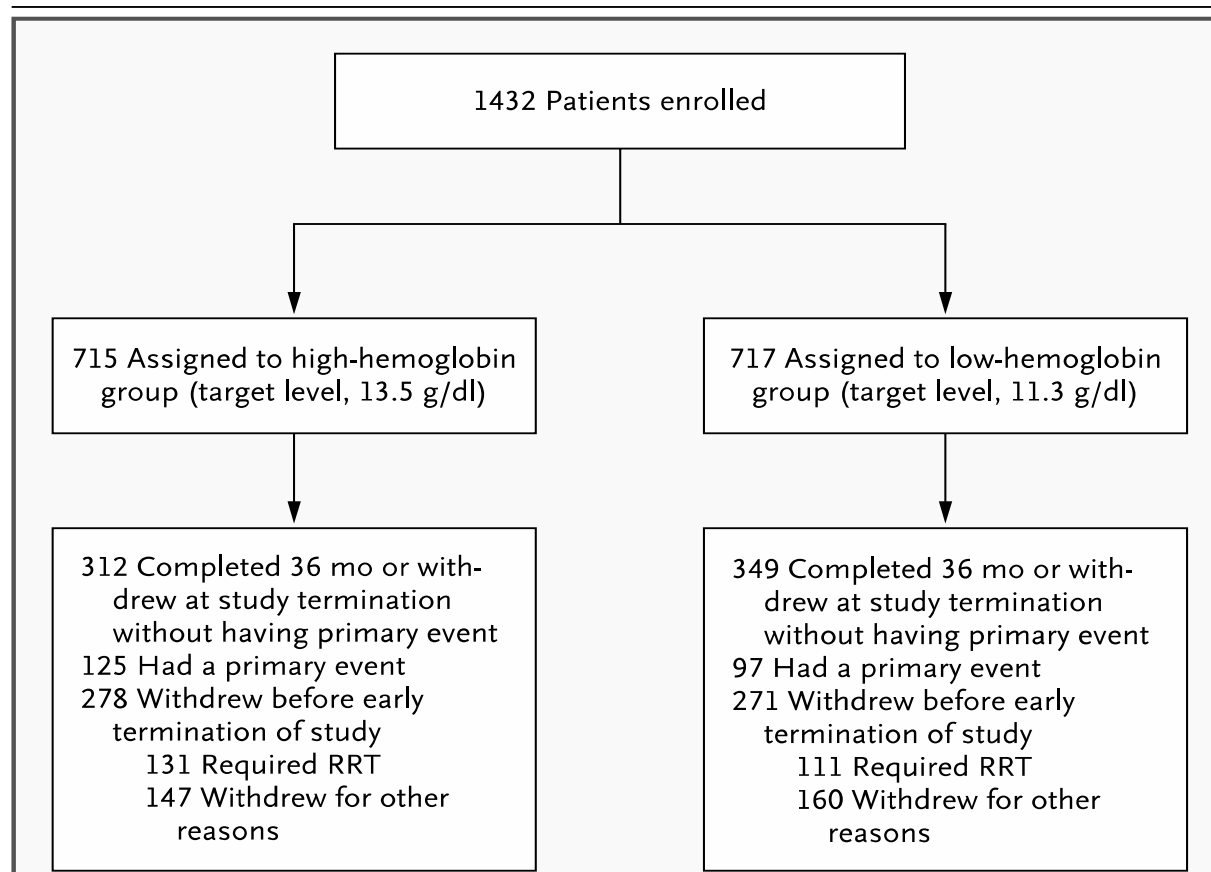 1432 Patients enrolled
715 Assigned to high-hemoglobin
group (target level, 13.5 g/dl)
717 Assigned to low-hemoglobin
group (target level, 11.3 g/dl)
312 Completed 36 mo or with-
drew at study termination
without having primary event
125 Had a primary event
278 Withdrew before early
termination of study
131 Required RRT
147 Withdrew for other
reasons
349 Completed 36 mo or with-
drew at study termination
without having primary event
97 Had a primary event
271 Withdrew before early
termination of study
111 Required RRT
160 Withdrew for other
reasons